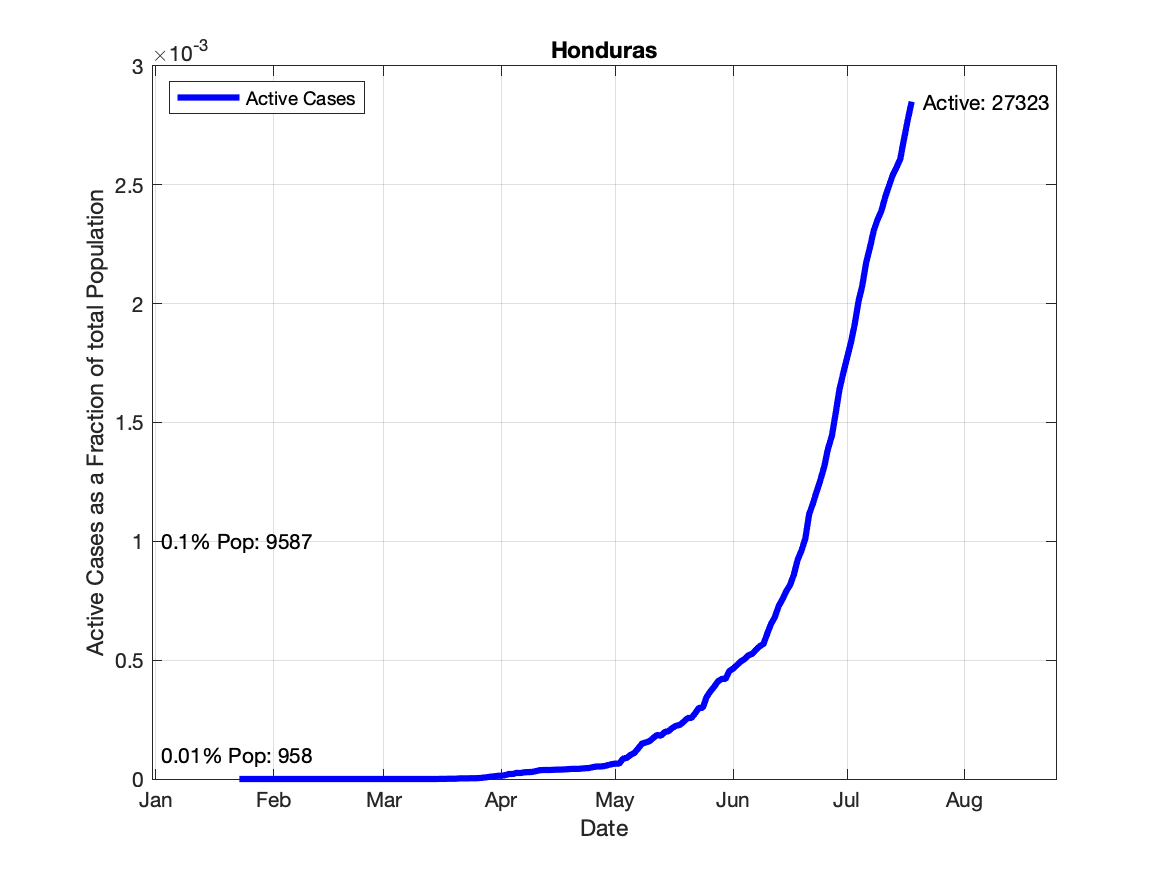 Honduras
×10-3
3
Active Cases
Active: 27323
2.5
2
1.5
1
0.1% Pop: 9587
0.5
0.01% Pop: 958
0
Jan Feb Mar Apr May Jun Jul Aug
Date
Active Cases as a Fraction of total Population